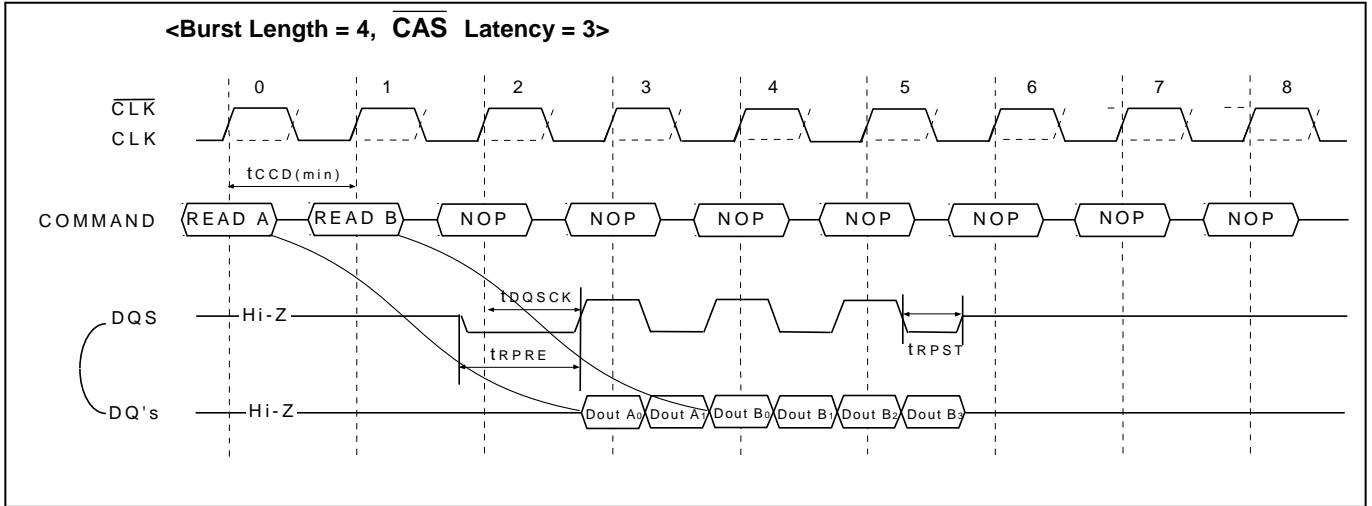 <Burst Length = 4, CAS Latency = 3>
0 1 2 3 4 5 6 7 8
CLK
CLK
tCCD(min)
COMMAND READ A READ B NOP NOP NOP NOP NOP NOP NOP
tDQSCK
DQS Hi-Z
tRPRE
tRPST
DQ's Hi-Z Dout A0 Dout A1 Dout B0 Dout B1 Dout B2 Dout B3